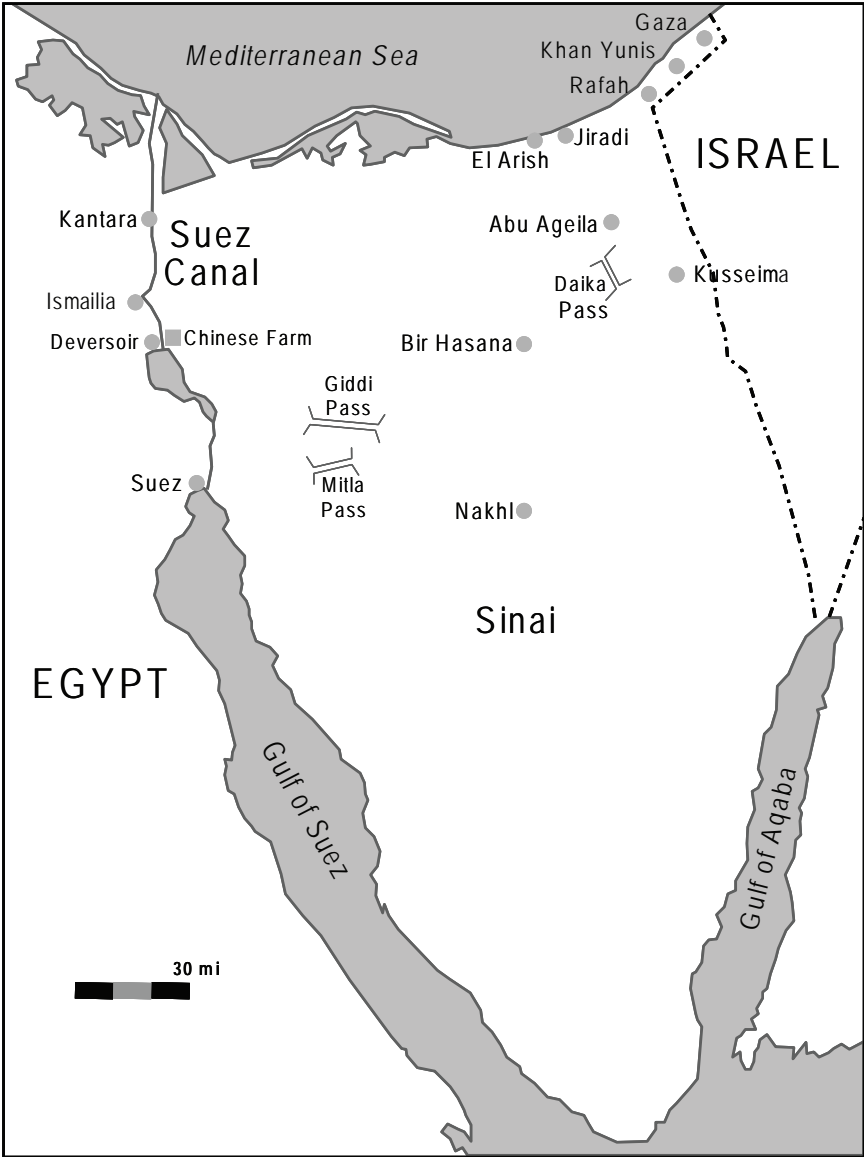 Gaza
Mediterranean Sea
Khan Yunis
Rafah
Jiradi
ISRAEL
El Arish
Kantara
Suez
Canal
Abu Ageila
Kusseima
Daika
Pass
Ismailia
Deversoir
Chinese Farm
Bir Hasana
Giddi
Pass
Suez
Mitla
Pass
Nakhl
Sinai
EGYPT
Gulf of Suez
Gulf of Aqaba
30 mi